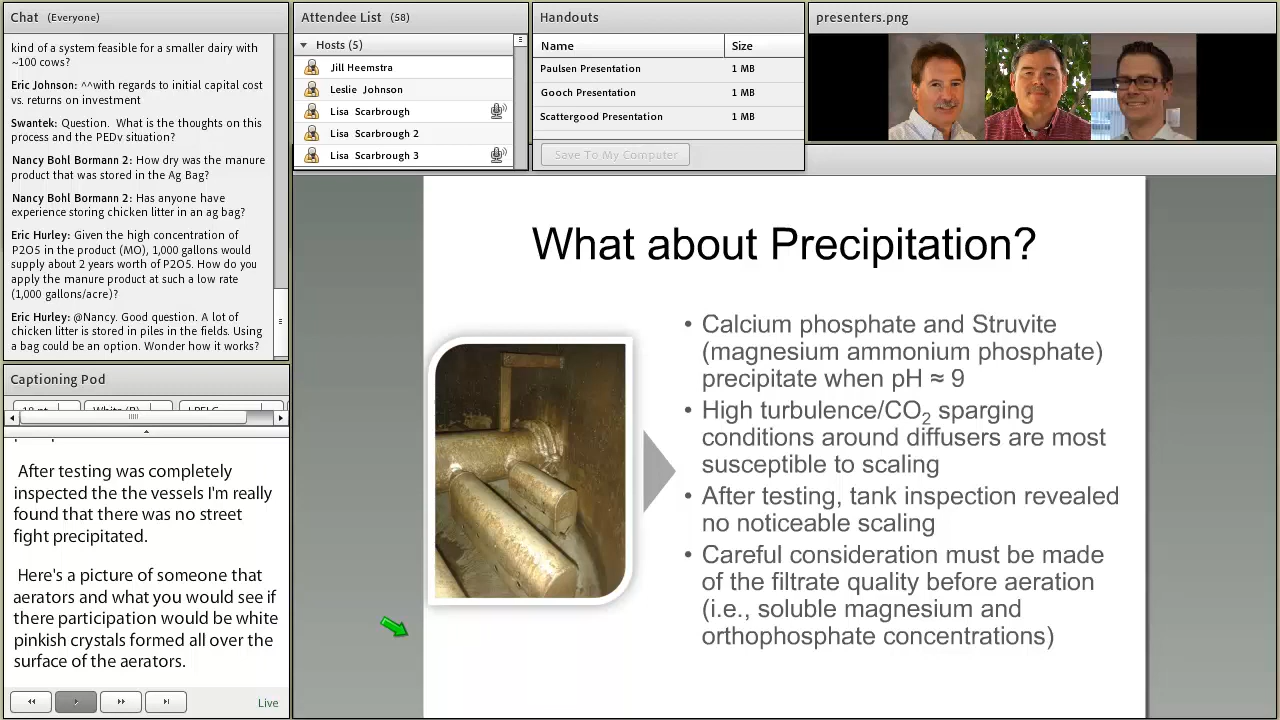 Chat (Everyone)
kind of a system feasible for a smaller dairy with
~100 cows?
Eric Johnson: ^^with regards to initial capital cost
vs. returns on investment
Swantek: Question. What is the thoughts on this
process and the PEDv situation?
Nancy Bohl Bormann 2: How dry was the manure
product that was stored in the Ag Bag?
Nancy Bohl Bormann 2: Has anyone have
experience storing chicken litter in an ag bag?
Eric Hurley: Given the high concentration of
P2O5 in the product (MO), 1,000 gallons would
supply about 2 years worth of P2O5. How do you
apply the manure product at such a low rate
(1,000 gallons/acre)?
Eric Hurley: @Nancy. Good question. A lot of
chicken litter is stored in piles in the fields. Using
a bag could be an option. Wonder how it works?
Captioning Pod
After testing was completely
inspected the the vessels I'm really
found that there was no street
fight precipitated.
Here's a picture of someone that
aerators and what you would see if
there participation would be white
pinkish crystals formed all over the
surface of the aerators.
Live
Attendee List (58)
Hosts (5)
Jill Heemstra
Leslie Johnson
Lisa Scarbrough
Lisa Scarbrough 2
Lisa Scarbrough 3
Handouts
Name Size
Paulsen Presentation 1 MB
Gooch Presentation 1 MB
Scattergood Presentation 1 MB
Save To My Computer
presenters.png
What about Precipitation?
• Calcium phosphate and Struvite
(magnesium ammonium phosphate)
precipitate when pH ≈ 9
• High turbulence/CO2 sparging
conditions around diffusers are most
susceptible to scaling
• After testing, tank inspection revealed
no noticeable scaling
• Careful consideration must be made
of the filtrate quality before aeration
(i.e., soluble magnesium and
orthophosphate concentrations)